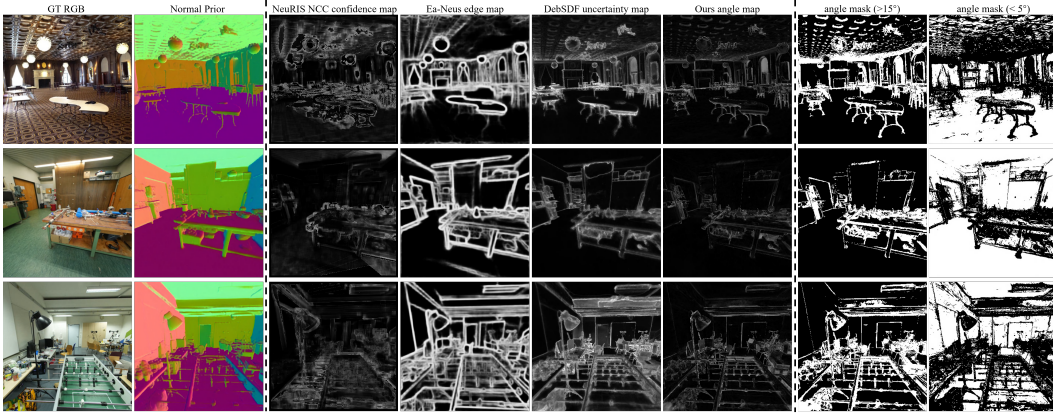 GT RGB
Normal Prior
NeuRIS NCC confidence map
Ea-Neus edge map
DebSDF uncertainty map
Ours angle map
angle mask (>15°)
angle mask (< 5°)